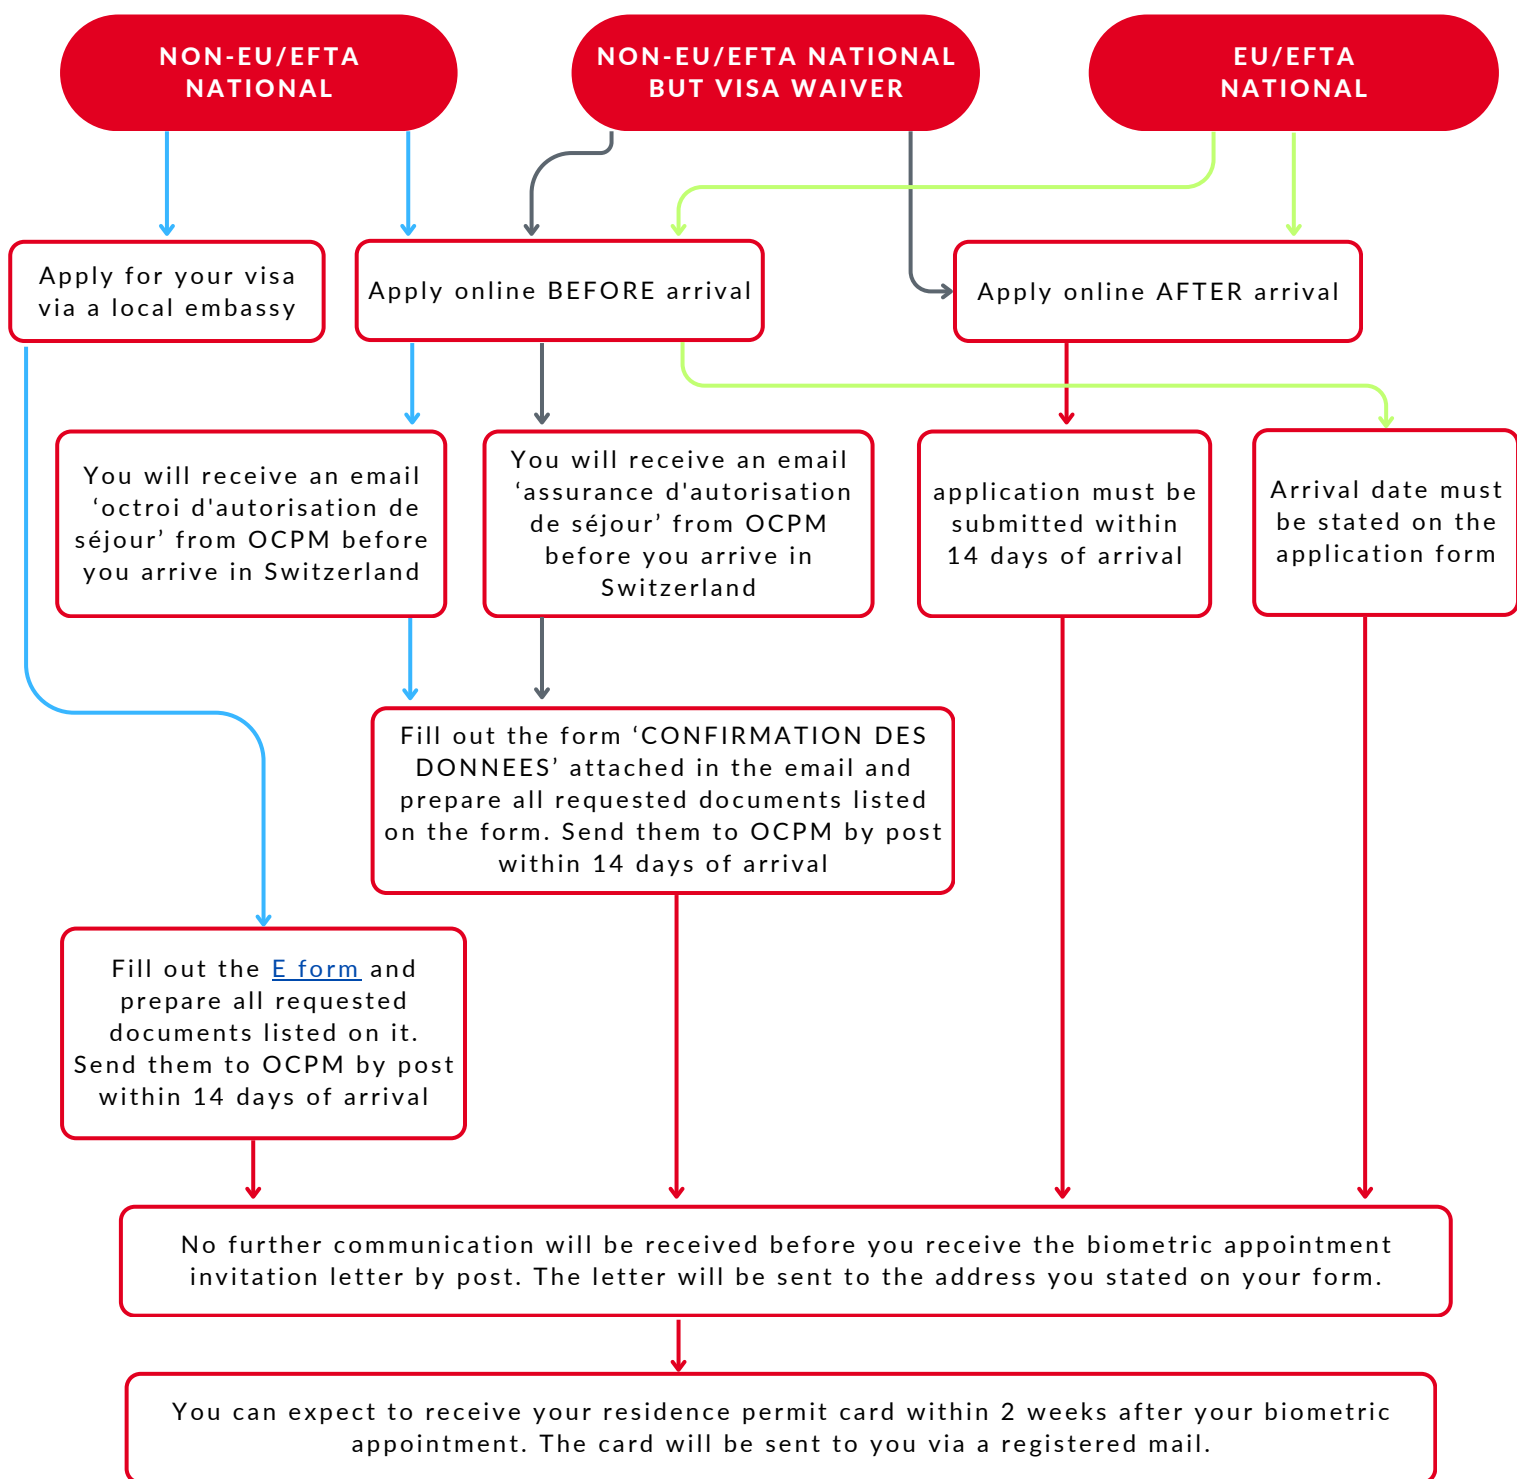 NON-EU/EFTA
NATIONAL
NON-EU/EFTA NATIONAL
BUT VISA WAIVER
EU/EFTA
NATIONAL
Apply for your visa
via a local embassy
Apply online BEFORE arrival
Apply online AFTER arrival
You will receive an email
‘octroi d'autorisation de
séjour’ from OCPM before
you arrive in Switzerland
You will receive an email
‘assurance d'autorisation
de séjour’ from OCPM
before you arrive in
Switzerland
application must be
submitted within
14 days of arrival
Arrival date must
be stated on the
application form
Fill out the form ‘CONFIRMATION DES
DONNEES’ attached in the email and
prepare all requested documents listed
on the form. Send them to OCPM by post
within 14 days of arrival
Fill out the E form and
prepare all requested
documents listed on it.
Send them to OCPM by post
within 14 days of arrival
No further communication will be received before you receive the biometric appointment
invitation letter by post. The letter will be sent to the address you stated on your form.
You can expect to receive your residence permit card within 2 weeks after your biometric
appointment. The card will be sent to you via a registered mail.